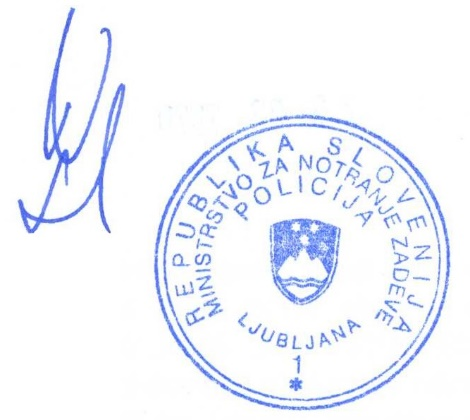 REPUBLIKA SLOVENIJA
MINISTRSTVO ZA NOTRANJE ZADEVE
POLICIJA
LJUBLJANA
1
*